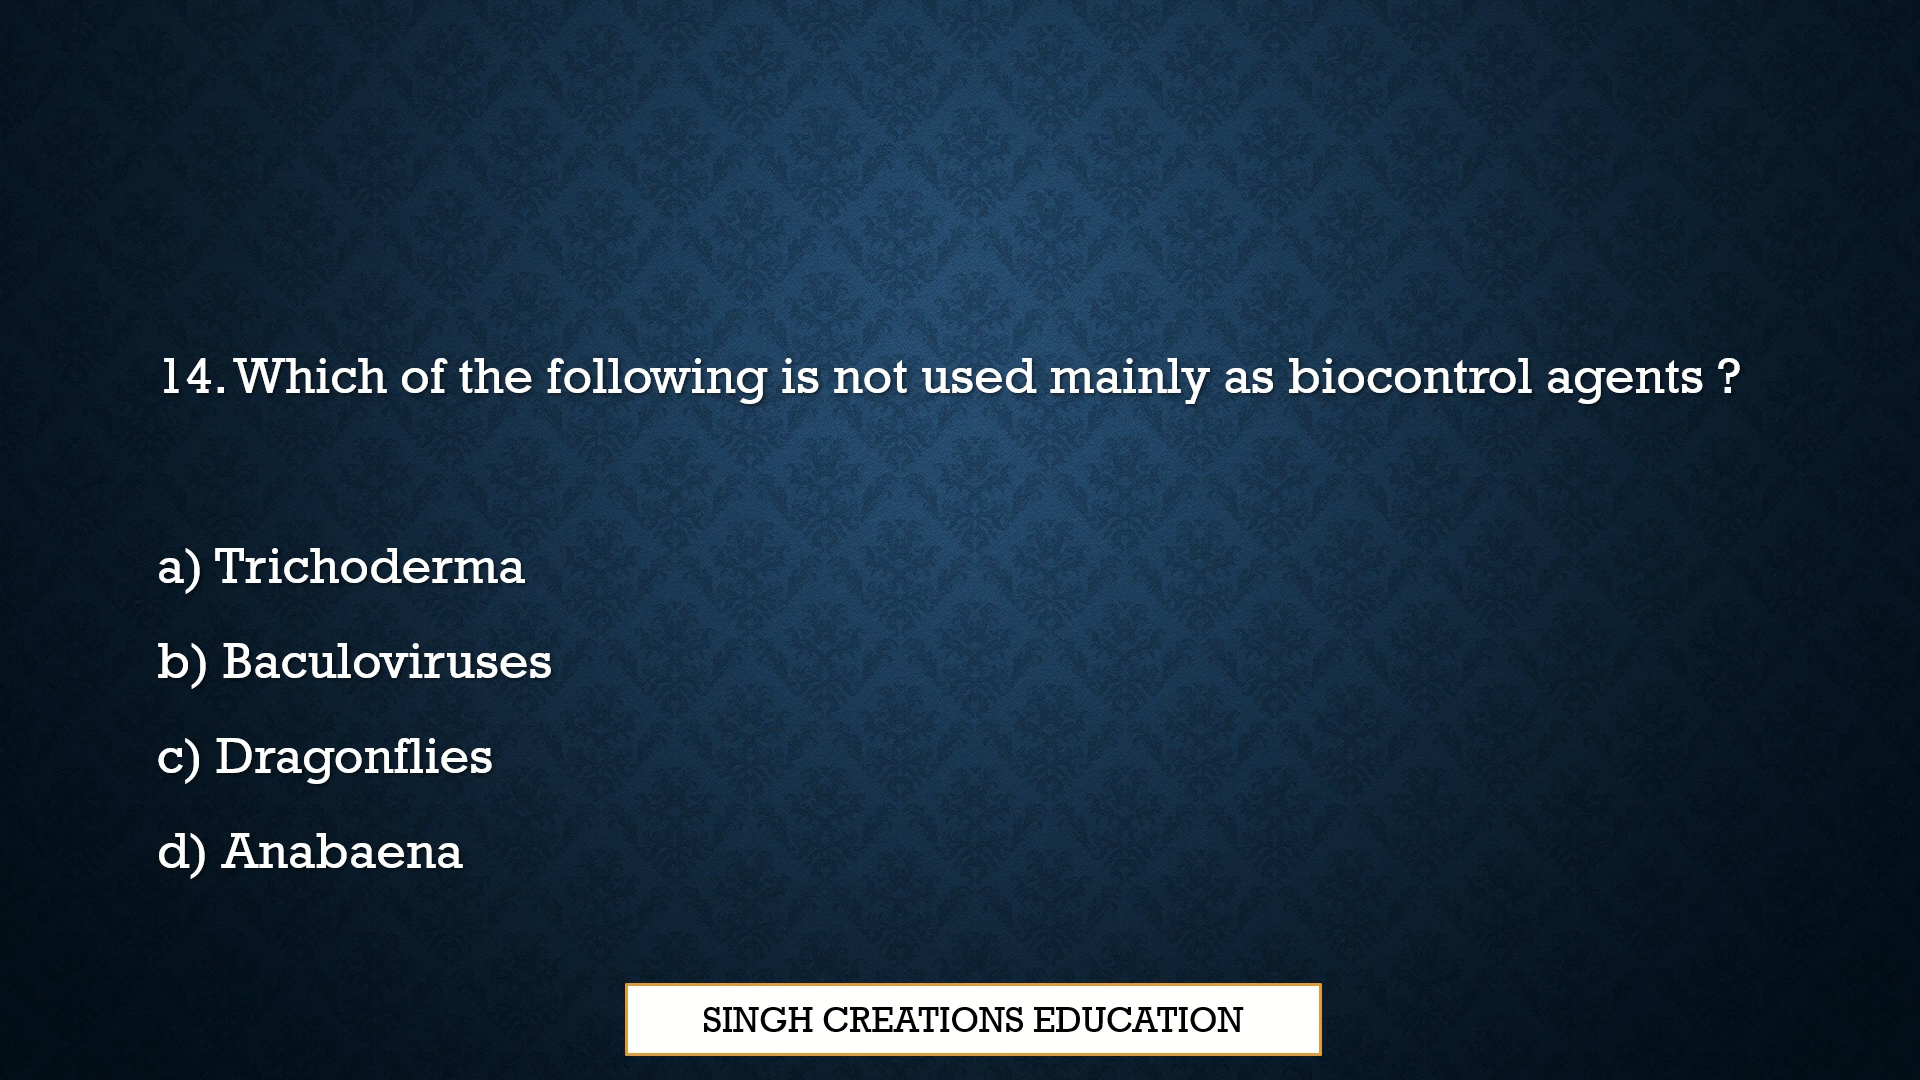 14. Which of the following is not used mainly as biocontrol agents ?
a) Trichoderma
b) Baculoviruses
c) Dragonflies
d) Anabaena
SINGH CREATIONS EDUCATION